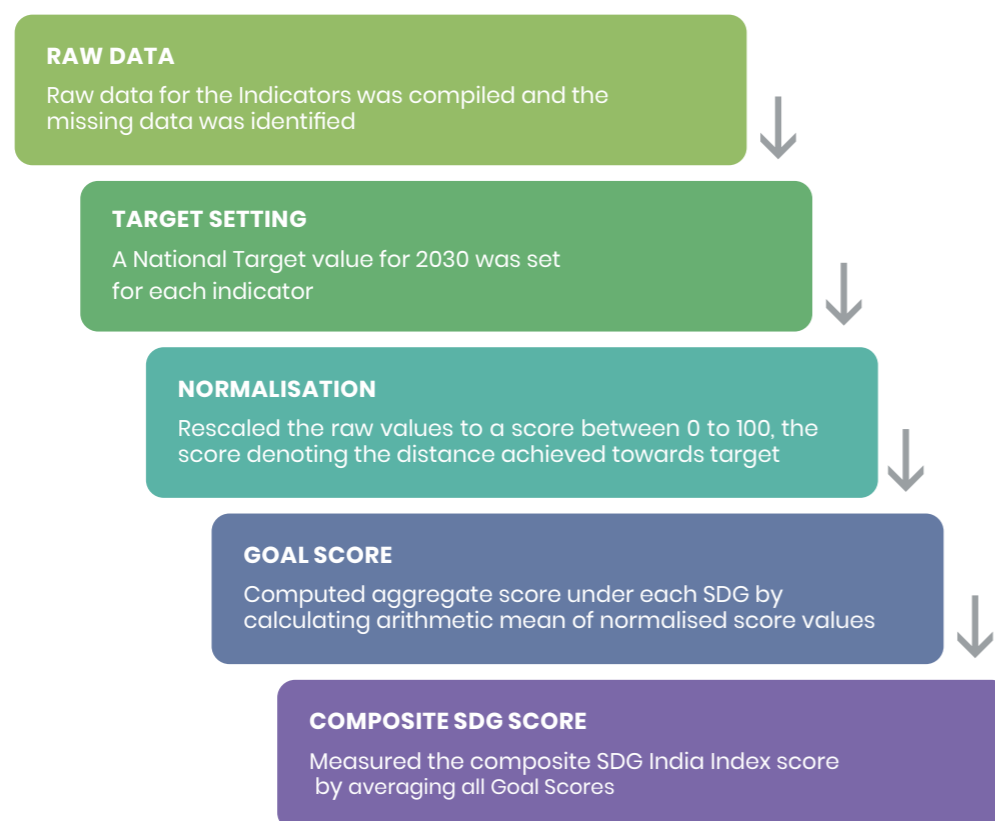 RAW DATA
Raw data for the Indicators was compiled and the
missing data was identified
TARGET SETTING
A National Target value for 2030 was set
for each indicator
NORMALISATION
Rescaled the raw values to a score between 0 to 100, the
score denoting the distance achieved towards target
GOAL SCORE
Computed aggregate score under each SDG by
calculating arithmetic mean of normalised score values
COMPOSITE SDG SCORE
Measured the composite SDG India Index score
by averaging all Goal Scores